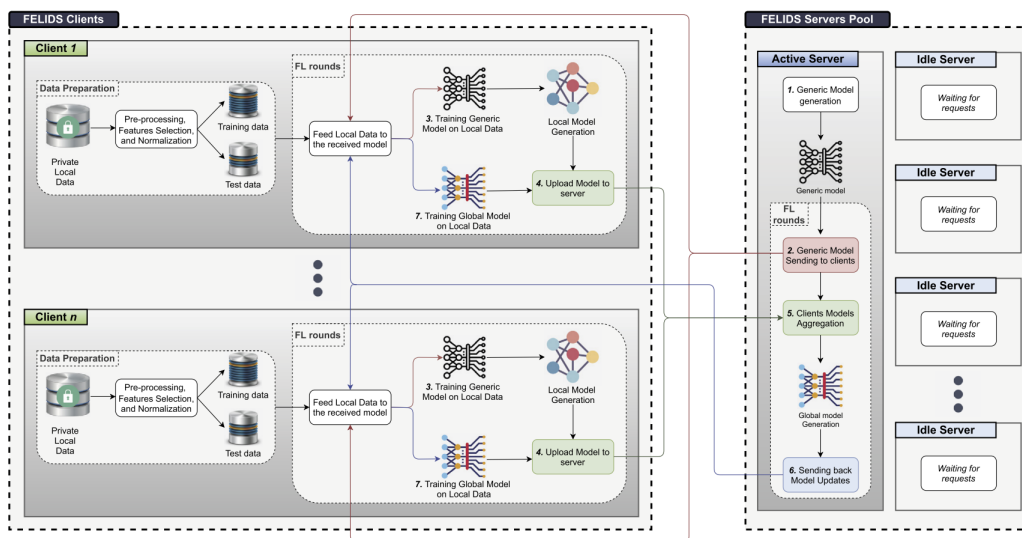 FELIDS Clients
Client 1
Data Preparation
Private
Local
Data
Pre-processing,
Features Selection,
and Normalization
Training data
Test data
FL rounds
Feed Local Data to
the received model
3. Training Generic
Model on Local Data
Local Model
Generation
4. Upload Model to
server
7. Training Global Model
on Local Data
Client n
Data Preparation
Private
Local
Data
Pre-processing,
Features Selection,
and Normalization
Training data
Test data
FL rounds
Feed Local Data to
the received model
3. Training Generic
Model on Local Data
Local Model
Generation
4. Upload Model to
server
7. Training Global Model
on Local Data
FELIDS Servers Pool
Active Server
1. Generic Model
generation
Generic model
FL
rounds
2. Generic Model
Sending to clients
5. Clients Models
Aggregation
Global model
Generation
6. Sending back
Model Updates
Idle Server
Waiting for
requests
Idle Server
Waiting for
requests
Idle Server
Waiting for
requests
Idle Server
Waiting for
requests